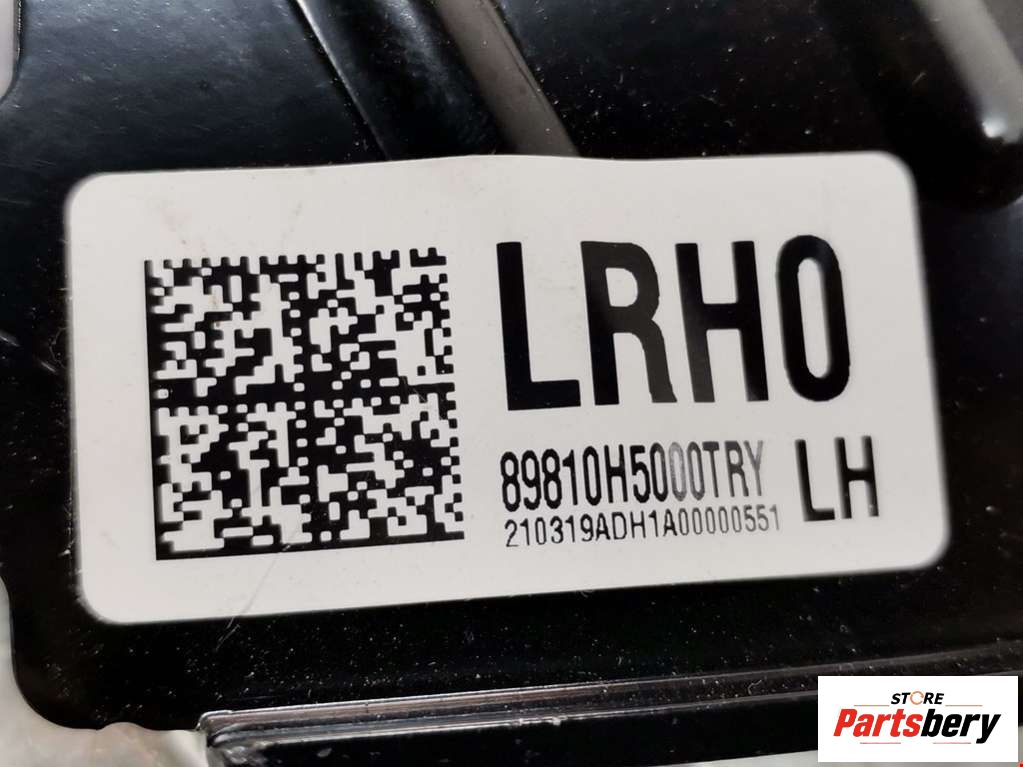 LRH0
89810H5000TRY LH
210319ADH1A00000551
STORE
Partsbery